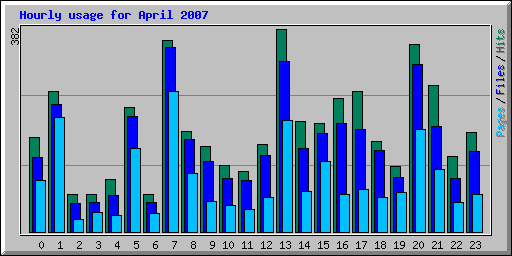 Hourly usage for April 2007
382
Pages / Files / Hits
0 1 2 3 4 5 6 7 8 9 10 11 12 13 14 15 16 17 18 19 20 21 22 23